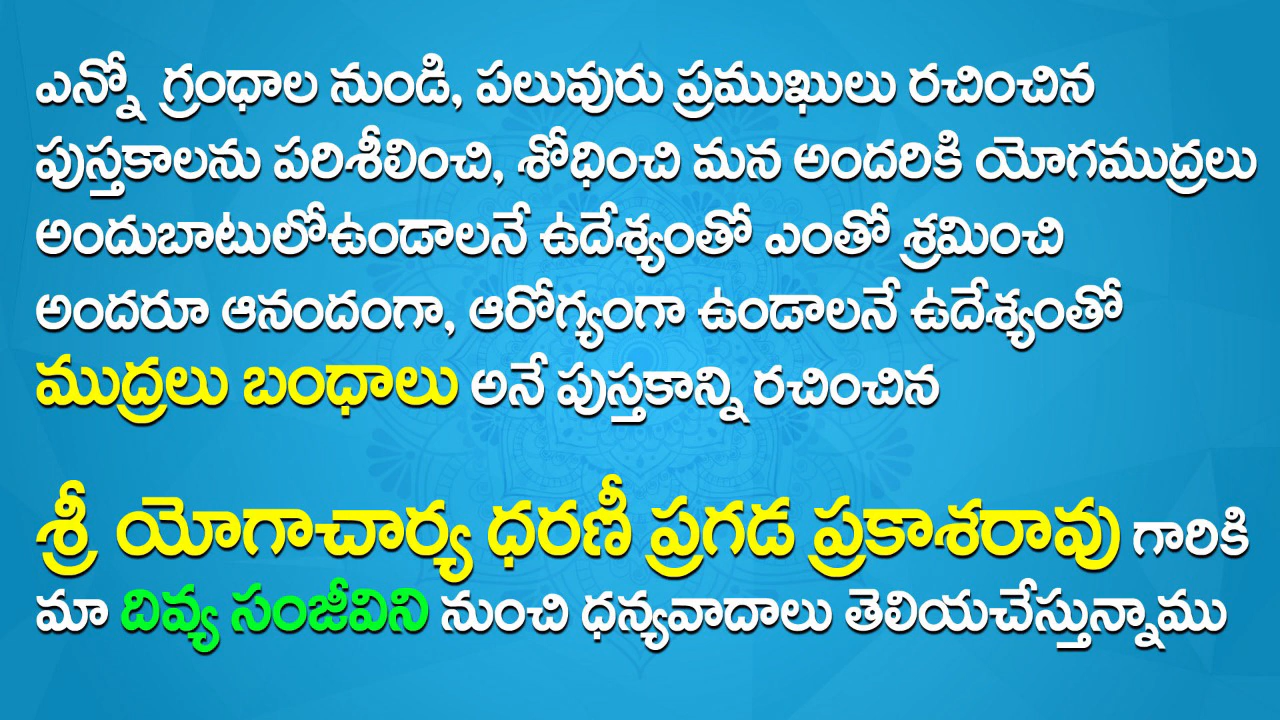 ఎన్నో గ్రంధాల నుండి, పలువురు ప్రముఖులు రచించిన
పుస్తకాలను పరిశీలించి, శోధించి మన అందరికి యోగముద్రలు
అందుబాటులోఉండాలనే ఉదేశ్యంతో ఎంతో శ్రమించి
అందరూ ఆనందంగా, ఆరోగ్యంగా ఉండాలనే ఉదేశ్యంతో
ముద్రలు బంధాలు అనే పుస్తకాన్ని రచించిన
శ్రీ యోగాచార్య ధరణీ ప్రగడ ప్రకాశరావు గారికి
మా దివ్య సంజీవిని నుంచి ధన్యవాదాలు తెలియచేస్తున్నాము